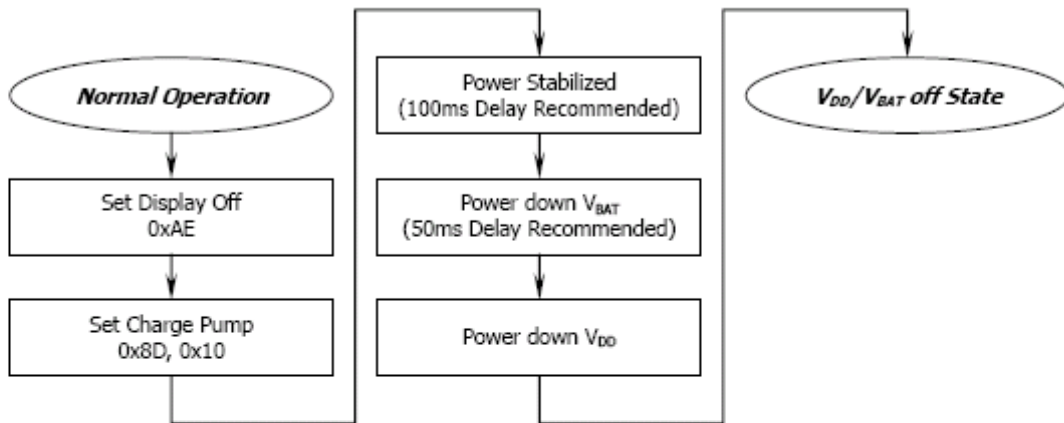 Normal Operation
Set Display Off
0xAE
Set Charge Pump
0x8D, 0x10
Power Stabilized
(100ms Delay Recommended)
Power down VBAT
(50ms Delay Recommended)
Power down VDD
VDD/VBAT off State